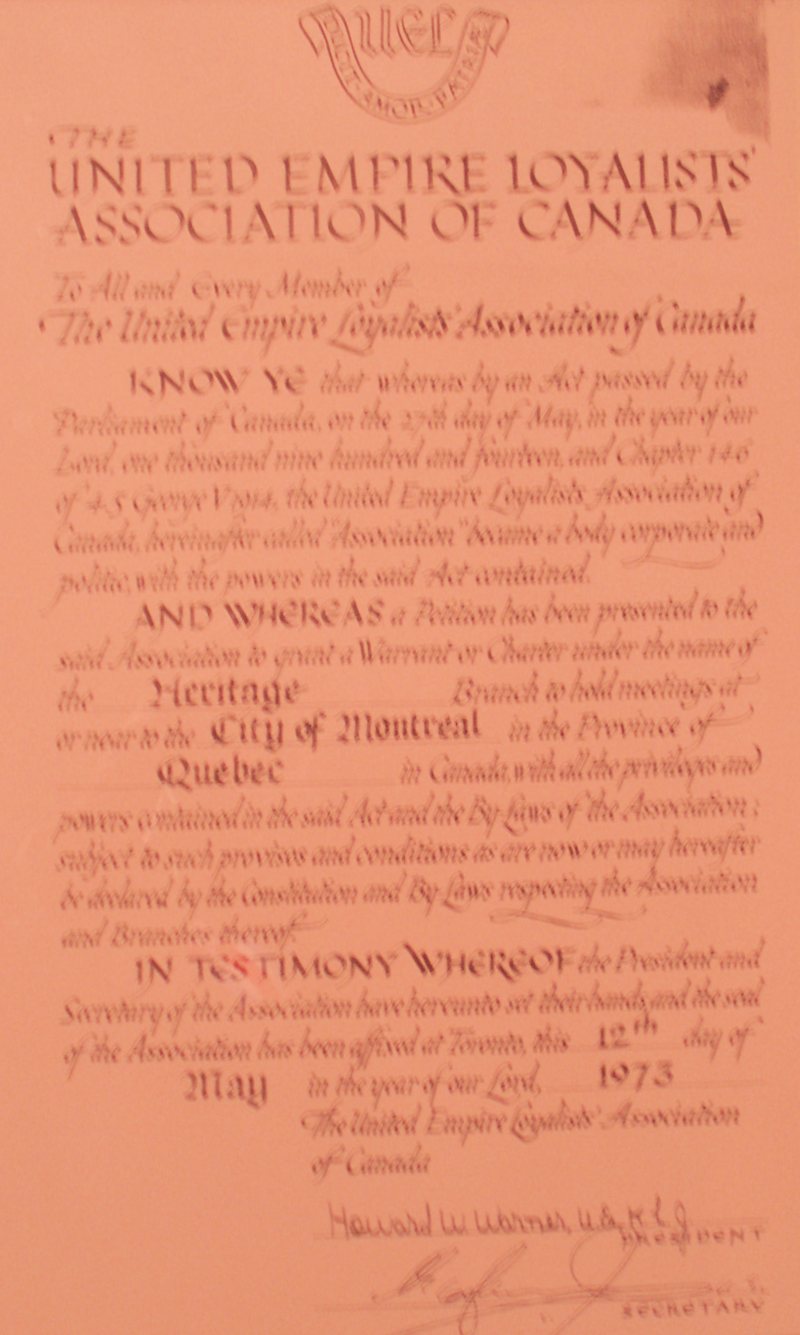 UEL
DILECIT·AMOR·PATRIÆ
THE
UNITED EMPIRE LOYALISTS'
ASSOCIATION OF CANADA
To All and Every Member of
The United Empire Loyalists' Association of Canada
KNOW YE that whereas by an Act passed by the
Parliament of Canada, on the 27th day of May, in the year of our
Lord, one thousand nine hundred and fourteen, and Chapter 146
of 4-5 George V 1914, the United Empire Loyalists' Association of
Canada, hereinafter called "Association" became a body corporate and
politic, with the powers in the said Act contained.
AND WHEREAS a Petition has been presented to the
said Association to grant a Warrant or Charter under the name of
the Heritage Branch to hold meetings at
or near to the City of Montreal in the Province of
Quebec in Canada, with all the privileges and
powers contained in the said Act and the By Laws of the Association;
subject to such provisos and conditions as are now or may hereafter
be declared by the Constitution and By Laws respecting the Association
and Branches thereof.
IN TESTIMONY WHEREOF the President and
Secretary of the Association have hereunto set their hands, and the seal
of the Association has been affixed at Toronto, this 12th day of
May in the year of our Lord, 1973
The United Empire Loyalists' Association
of Canada
Howard W. Warner, U.E.
PRESIDENT
SECRETARY